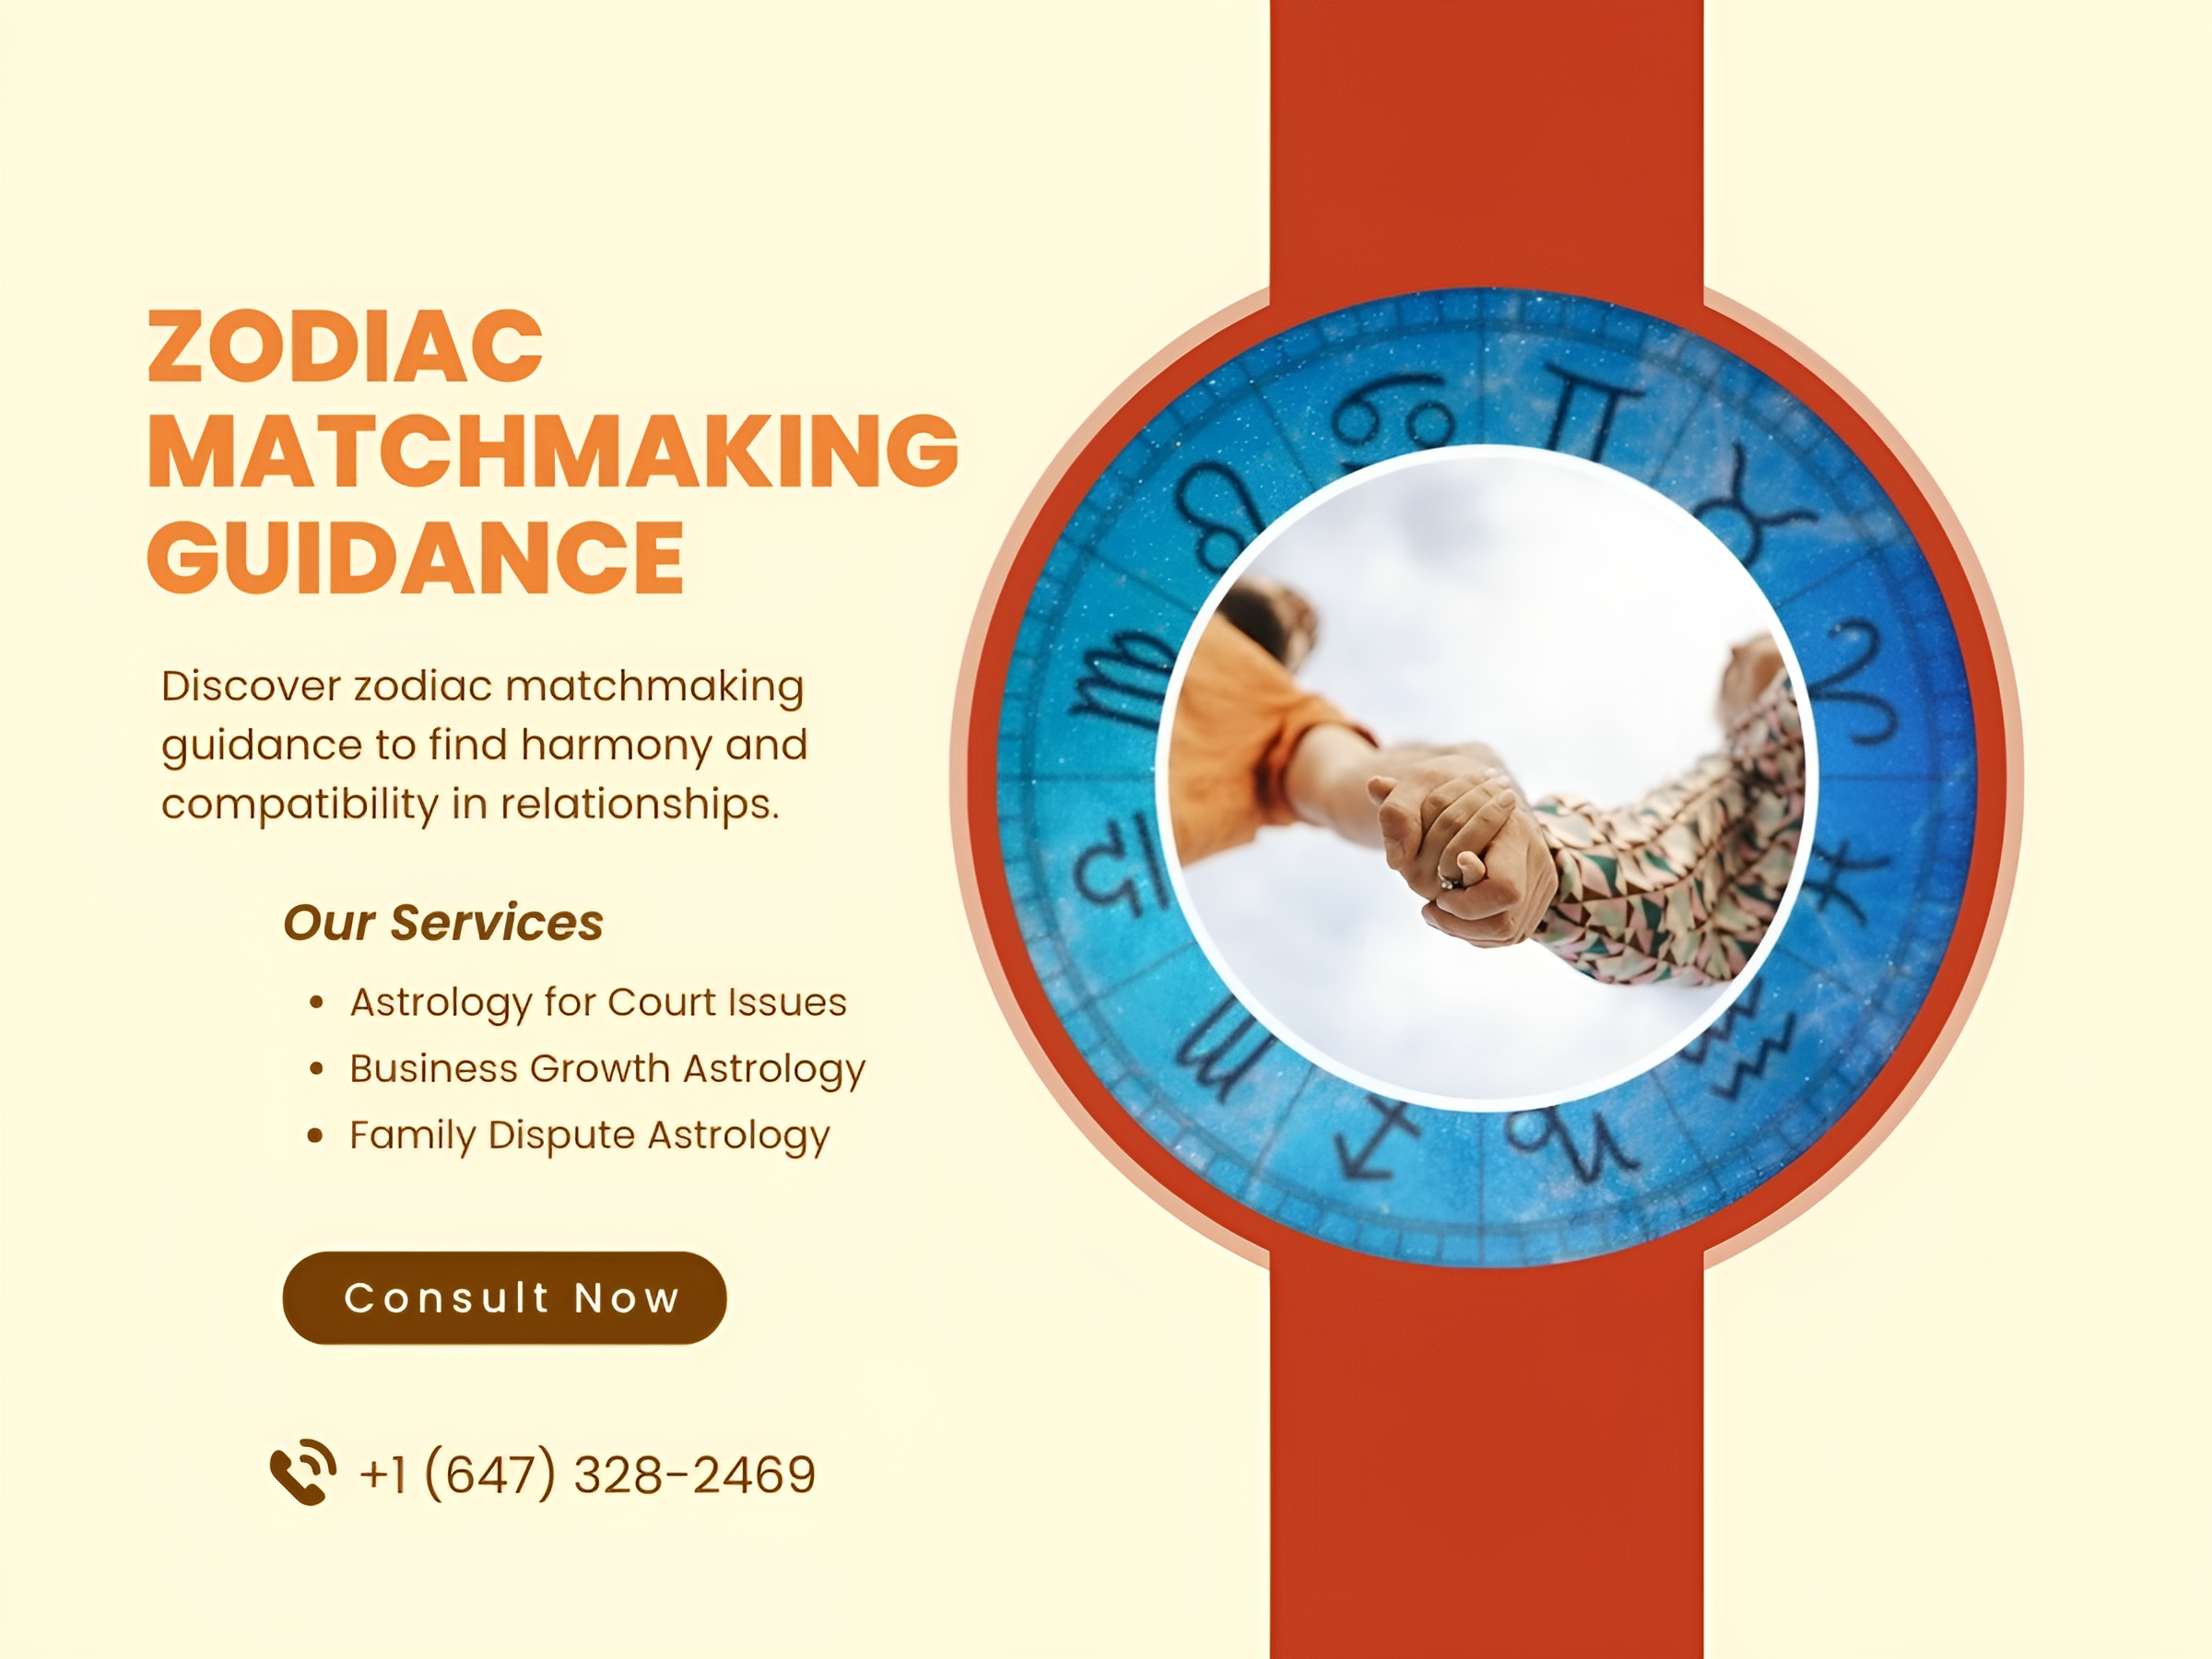 ZODIAC
MATCHMAKING
GUIDANCE
Discover zodiac matchmaking
guidance to find harmony and
compatibility in relationships.
Our Services
• Astrology for Court Issues
• Business Growth Astrology
• Family Dispute Astrology
Consult Now
+1 (647) 328-2469